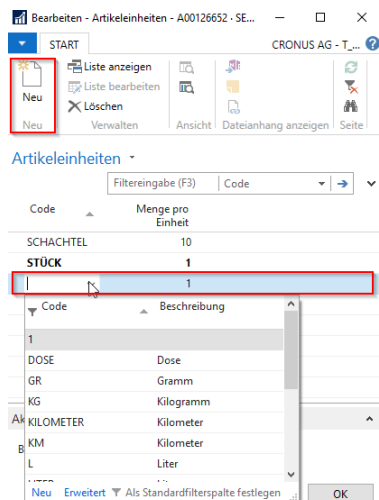 Bearbeiten - Artikeleinheiten - A00126652 · SE...
START
CRONUS AG - T_...
Neu
Liste anzeigen
Liste bearbeiten
Löschen
Neu
Verwalten
Ansicht
Dateianhang anzeigen
Seite
Artikeleinheiten
Filtereingabe (F3)
Code
Code
Menge pro Einheit
SCHACHTEL 10
STÜCK 1
1
Code Beschreibung
1
DOSE Dose
GR Gramm
KG Kilogramm
KILOMETER Kilometer
KM Kilometer
L Liter
Neu Erweitert Als Standardfilterspalte festlegen
Ak
B
OK